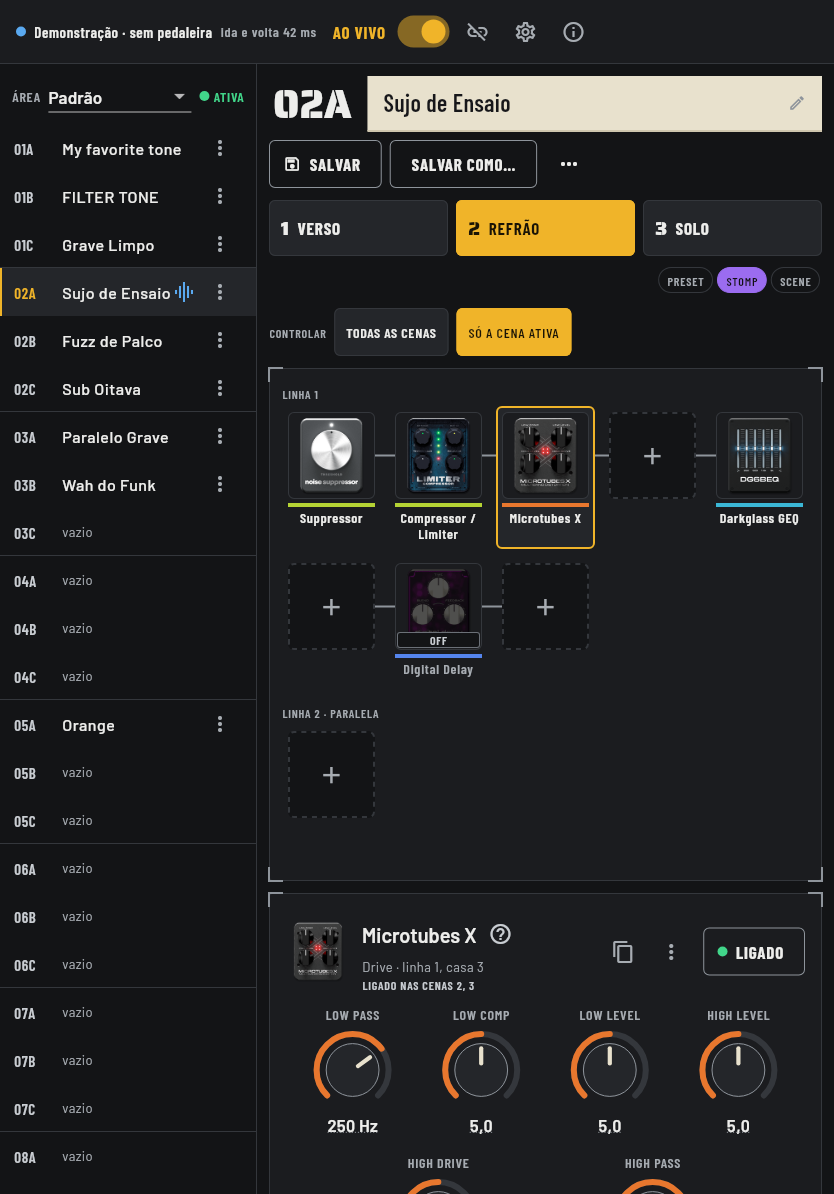 Demonstração · sem pedaleira Ida e volta 42 ms AO VIVO
ÁREA Padrão ATIVA
01A My favorite tone
01B FILTER TONE
01C Grave Limpo
02A Sujo de Ensaio
02B Fuzz de Palco
02C Sub Oitava
03A Paralelo Grave
03B Wah do Funk
03C vazio
04A vazio
04B vazio
04C vazio
05A Orange
05B vazio
05C vazio
06A vazio
06B vazio
06C vazio
07A vazio
07B vazio
07C vazio
08A vazio
02A Sujo de Ensaio
SALVAR SALVAR COMO...
1 VERSO 2 REFRÃO 3 SOLO
PRESET STOMP SCENE
CONTROLAR TODAS AS CENAS SÓ A CENA ATIVA
LINHA 1
noise suppressor LIMITER MICROTUBES X DG6BEQ
Suppressor Compressor / Microtubes X Darkglass GEQ
Limiter
OFF
Digital Delay
LINHA 2 · PARALELA
Microtubes X
Drive · linha 1, casa 3
LIGADO NAS CENAS 2, 3
LIGADO
LOW PASS LOW COMP LOW LEVEL HIGH LEVEL
250 Hz 5,0 5,0 5,0
HIGH DRIVE HIGH PASS